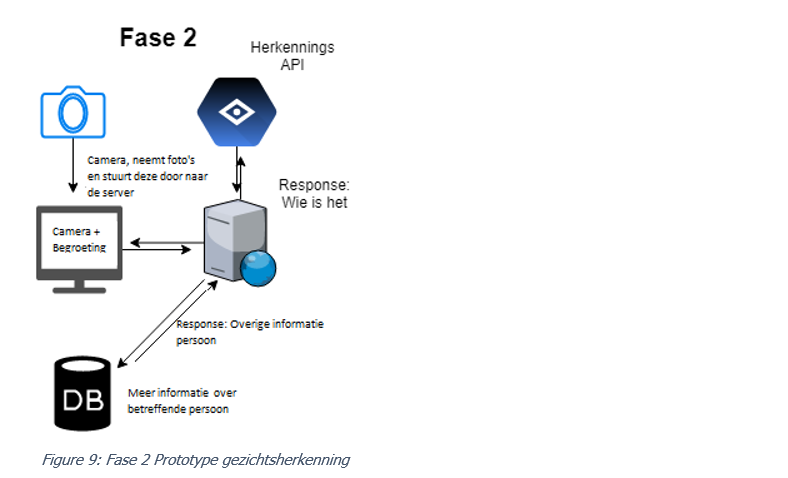 Fase 2
Herkennings
API
Camera, neemt foto's
en stuurt deze door naar
de server
Response:
Wie is het
Camera +
Begroeting
Response: Overige informatie
persoon
DB
Meer informatie over
betreffende persoon
Figure 9: Fase 2 Prototype gezichtsherkenning